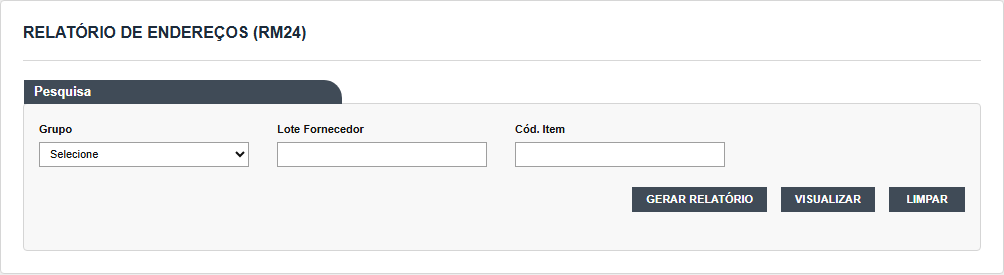 RELATÓRIO DE ENDEREÇOS (RM24)
Pesquisa
Grupo Lote Fornecedor Cód. Item
Selecione
GERAR RELATÓRIO VISUALIZAR LIMPAR